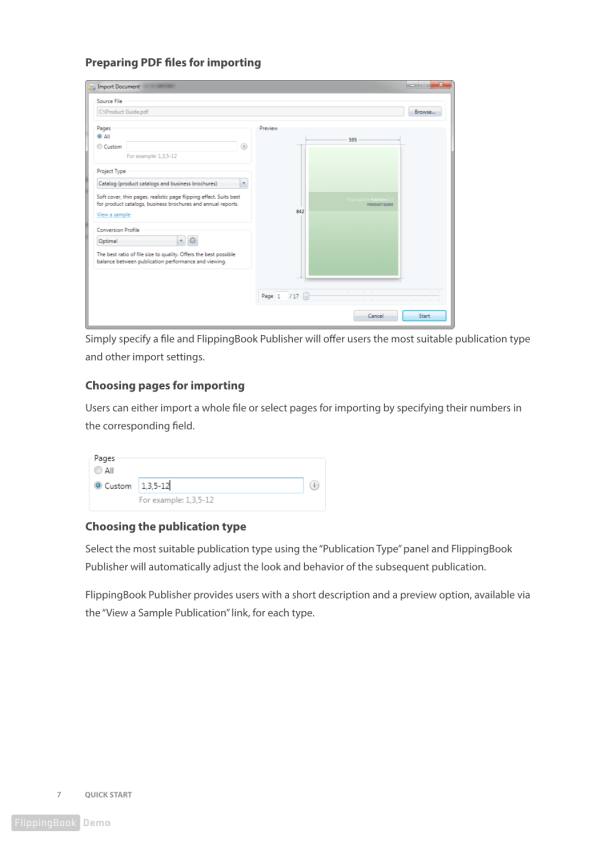 Preparing PDF files for importing
Import Document
Source File
C:\Product Guide.pdf
Browse...
Pages
All
Custom
For example: 1,3,5-12
Project Type
Catalog (product catalogs and business brochures)
Soft cover, thin pages, realistic page flipping effect. Suits best
for product catalogs, business brochures and annual reports.
View a sample
Conversion Profile
Optimal
The best ratio of file size to quality. Offers the best possible
balance between publication performance and viewing.
Preview
595
842
PRODUCT GUIDE
Page 1 / 17
Cancel
Start
Simply specify a file and FlippingBook Publisher will offer users the most suitable publication type
and other import settings.
Choosing pages for importing
Users can either import a whole file or select pages for importing by specifying their numbers in
the corresponding field.
Pages
All
Custom 1,3,5-12
For example: 1,3,5-12
Choosing the publication type
Select the most suitable publication type using the “Publication Type” panel and FlippingBook
Publisher will automatically adjust the look and behavior of the subsequent publication.
FlippingBook Publisher provides users with a short description and a preview option, available via
the “View a Sample Publication” link, for each type.
7 QUICK START
FlippingBook Demo